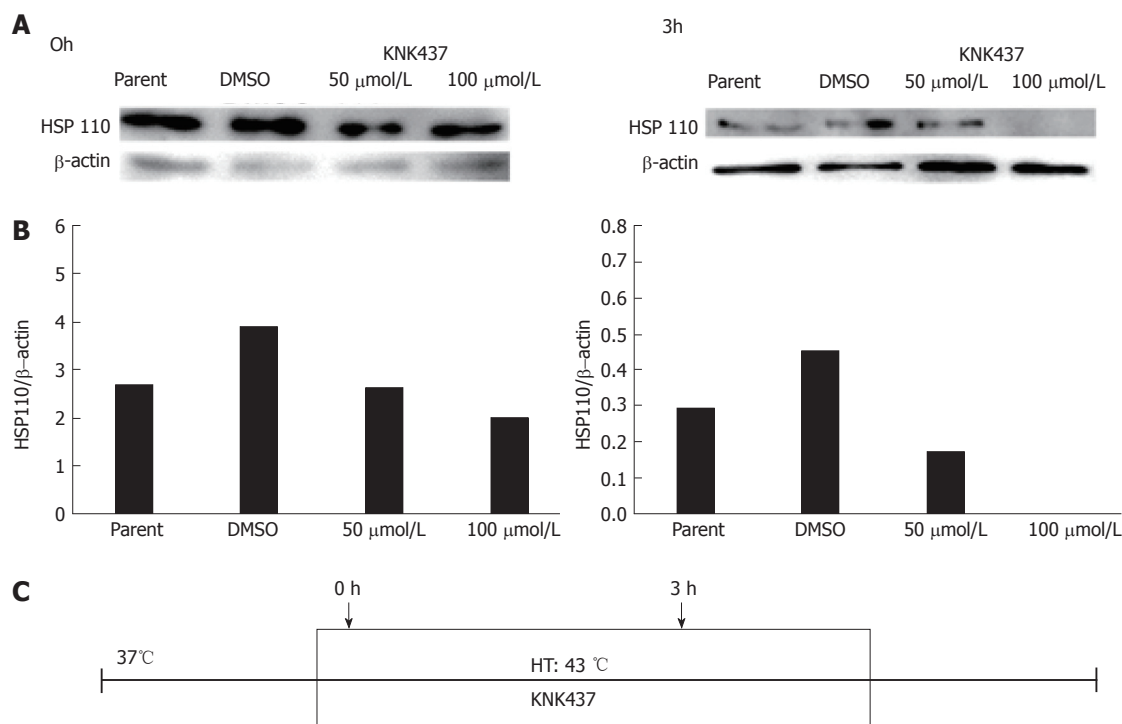 A
Oh
3h
KNK437
KNK437
Parent DMSO 50 μmol/L 100 μmol/L
Parent DMSO 50 μmol/L 100 μmol/L
HSP 110
HSP 110
β-actin
β-actin
B
6
5
4
3
2
1
0
HSP110/β-actin
Parent DMSO 50 μmol/L 100 μmol/L
0.8
0.7
0.6
0.5
0.4
0.3
0.2
0.1
0.0
HSP110/β-actin
Parent DMSO 50 μmol/L 100 μmol/L
C
0 h 3 h
37℃
HT: 43 ℃
KNK437